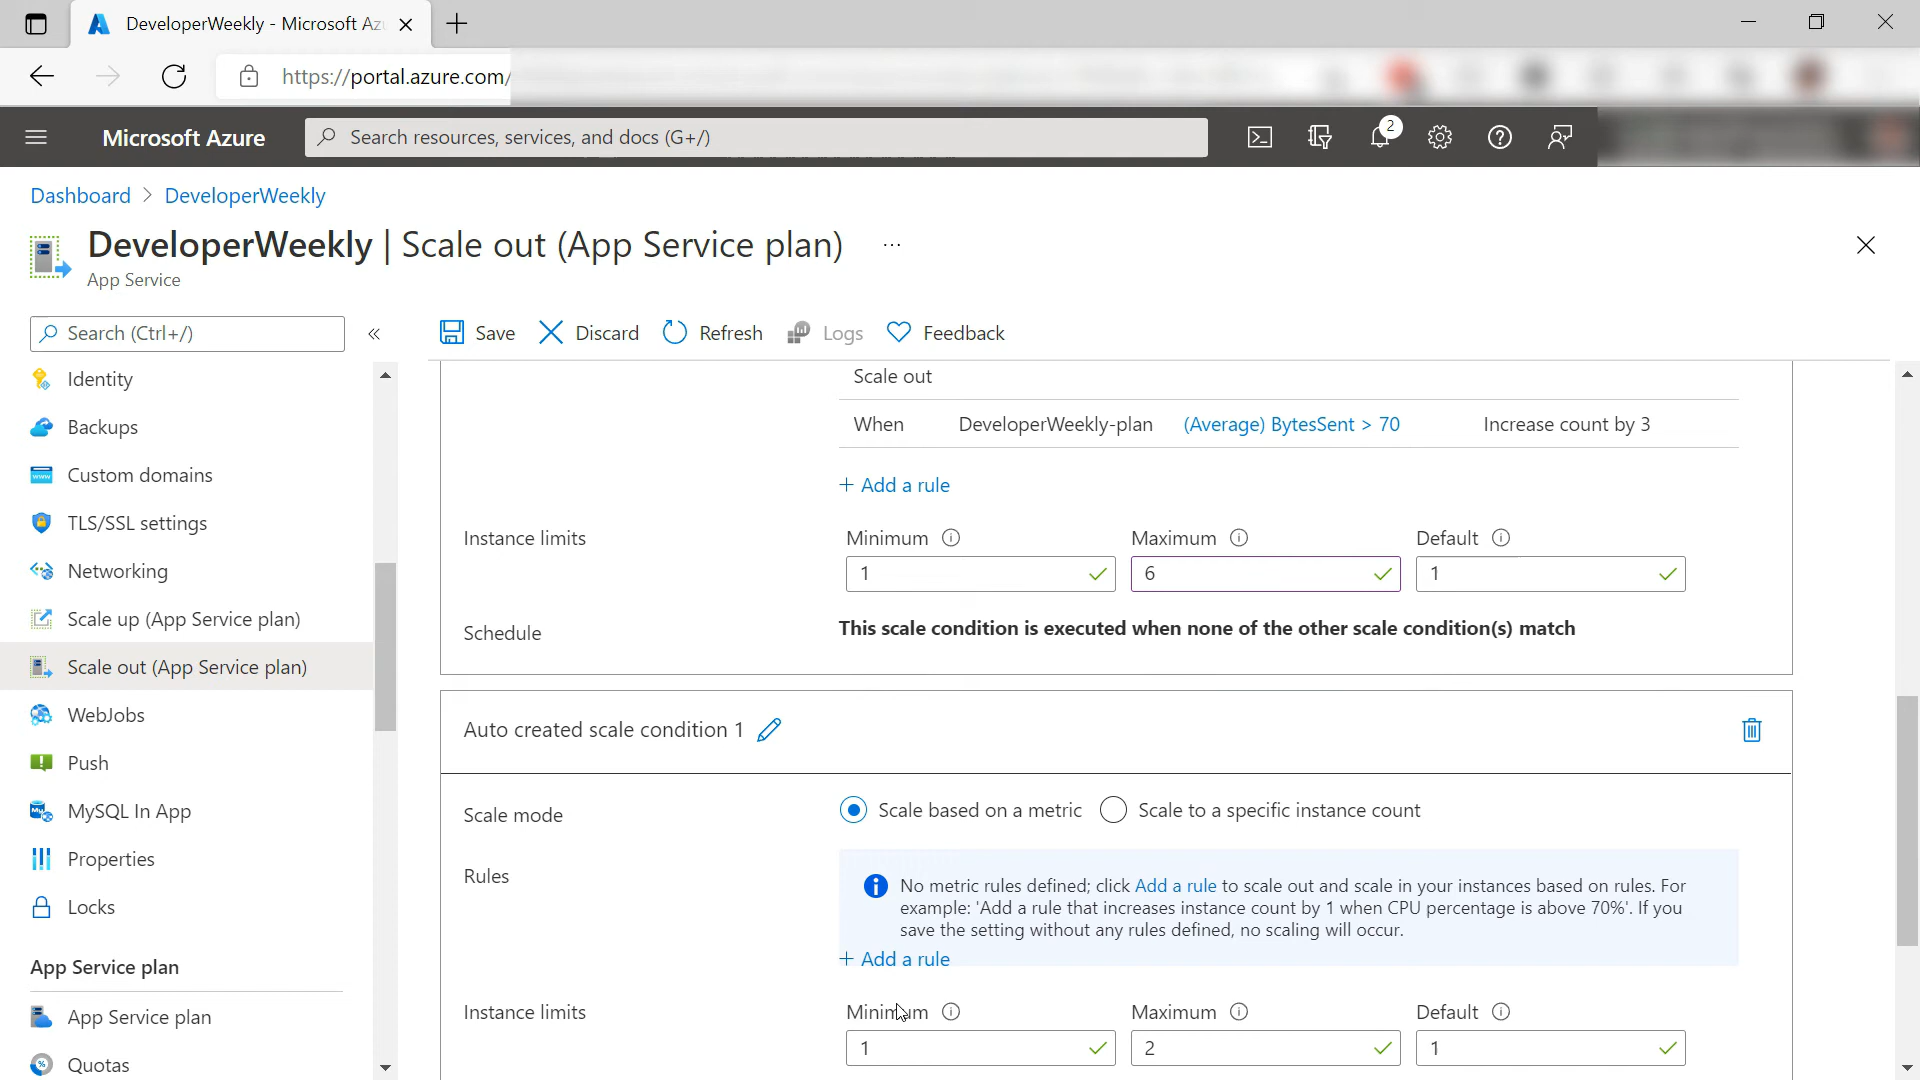 DeveloperWeekly - Microsoft Az
https://portal.azure.com/
Microsoft Azure
Search resources, services, and docs (G+/)
2
Dashboard > DeveloperWeekly
DeveloperWeekly | Scale out (App Service plan) ...
App Service
Search (Ctrl+/)
«
Save
Discard
Refresh
Logs
Feedback
Identity
Backups
Custom domains
TLS/SSL settings
Networking
Scale up (App Service plan)
Scale out (App Service plan)
WebJobs
Push
MySQL In App
Properties
Locks
App Service plan
App Service plan
Quotas
Scale out
When DeveloperWeekly-plan (Average) BytesSent > 70 Increase count by 3
+ Add a rule
Instance limits
Minimum
Maximum
Default
1
6
1
Schedule
This scale condition is executed when none of the other scale condition(s) match
Auto created scale condition 1
Scale mode
Scale based on a metric
Scale to a specific instance count
Rules
No metric rules defined; click Add a rule to scale out and scale in your instances based on rules. For
example: 'Add a rule that increases instance count by 1 when CPU percentage is above 70%'. If you
save the setting without any rules defined, no scaling will occur.
+ Add a rule
Instance limits
Minimum
Maximum
Default
1
2
1